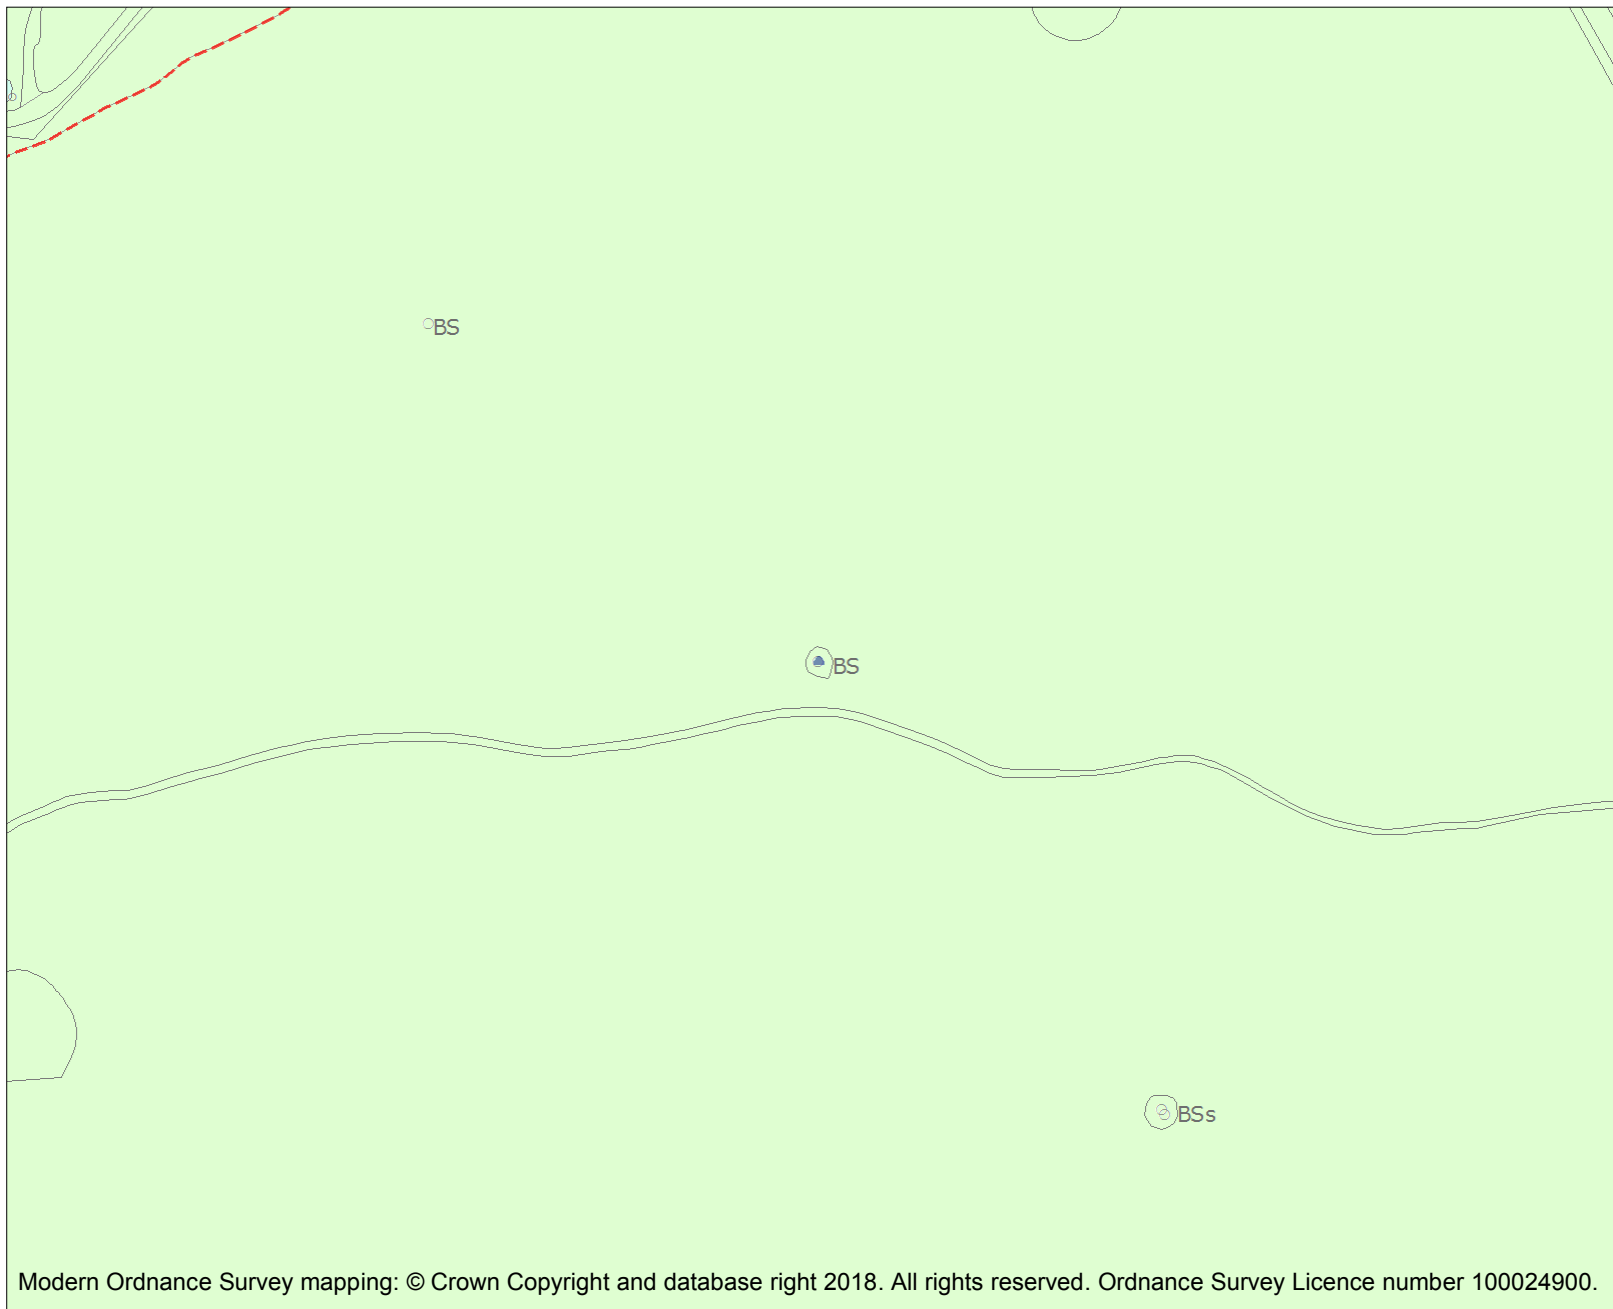 BS
BS
BSs
Modern Ordnance Survey mapping: © Crown Copyright and database right 2018. All rights reserved. Ordnance Survey Licence number 100024900.